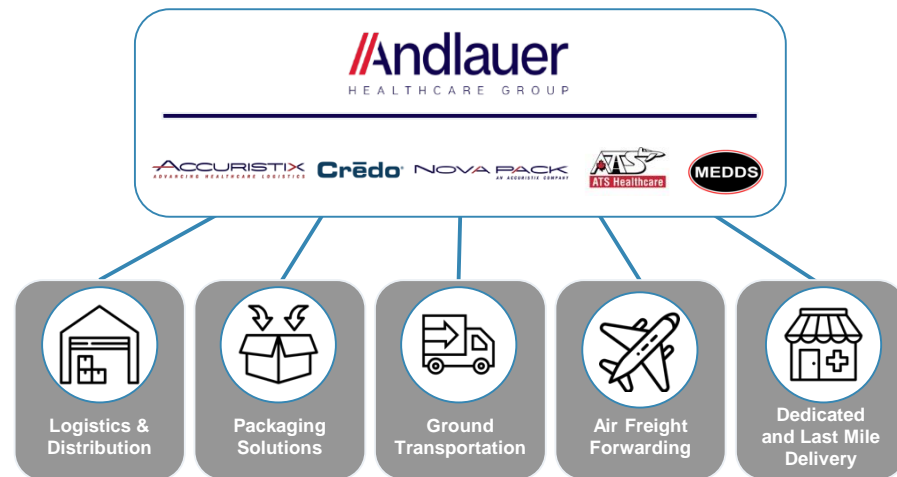 Andlauer
HEALTHCARE GROUP
ACCURISTIX
ADVANCING HEALTHCARE LOGISTICS
Crēdo®
NOVA PACK
AN ACCURISTIX COMPANY
ATS
ATS Healthcare
MEDDS
Logistics &
Distribution
Packaging
Solutions
Ground
Transportation
Air Freight
Forwarding
Dedicated
and Last Mile
Delivery